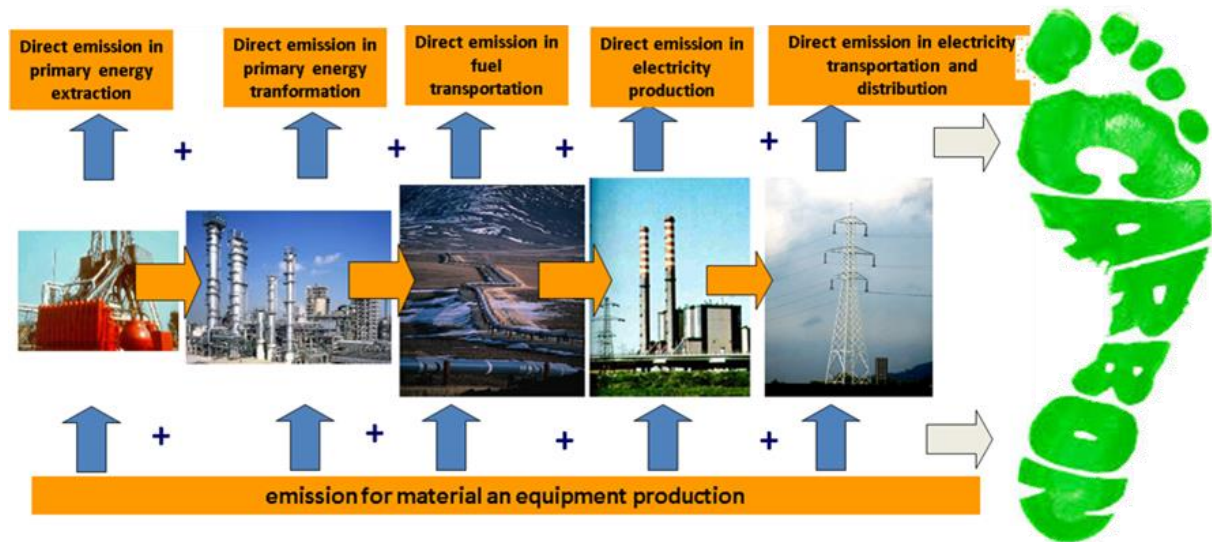 Direct emission in
primary energy
extraction
Direct emission in
primary energy
tranformation
Direct emission in
fuel
transportation
Direct emission in
electricity
production
Direct emission in electricity
transportation and
distribution
+
+
+
+
+
+
+
+
emission for material an equipment production
CARBON